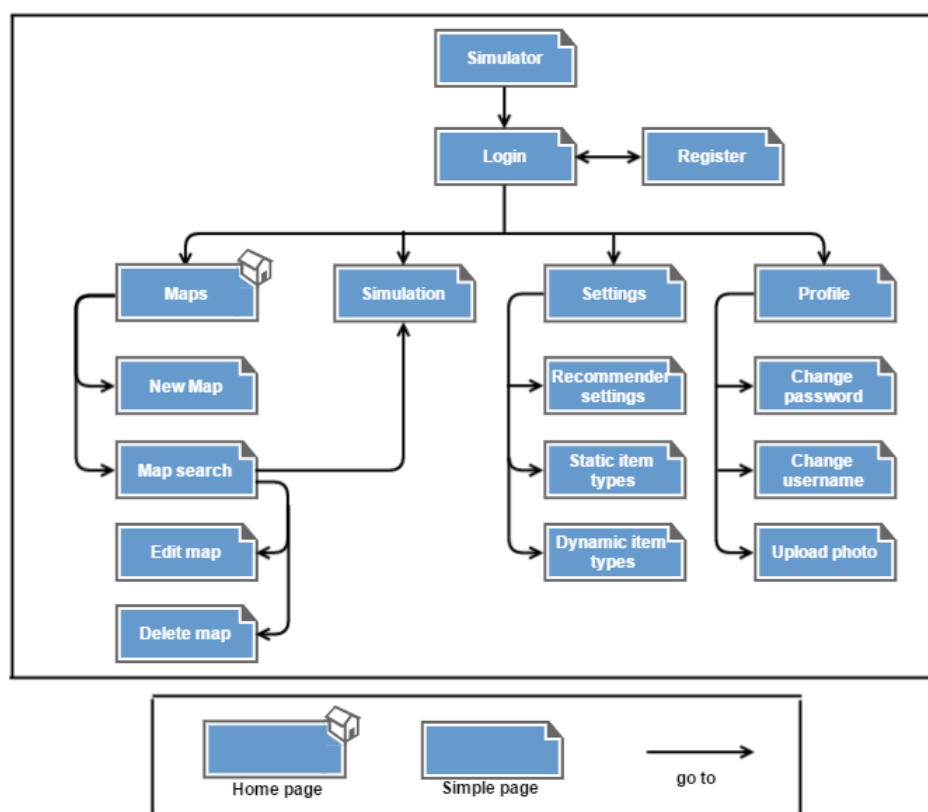 Simulator
Login
Register
Maps
Simulation
Settings
Profile
New Map
Recommender
settings
Change
password
Map search
Static item
types
Change
username
Edit map
Dynamic item
types
Upload photo
Delete map
Home page
Simple page
go to